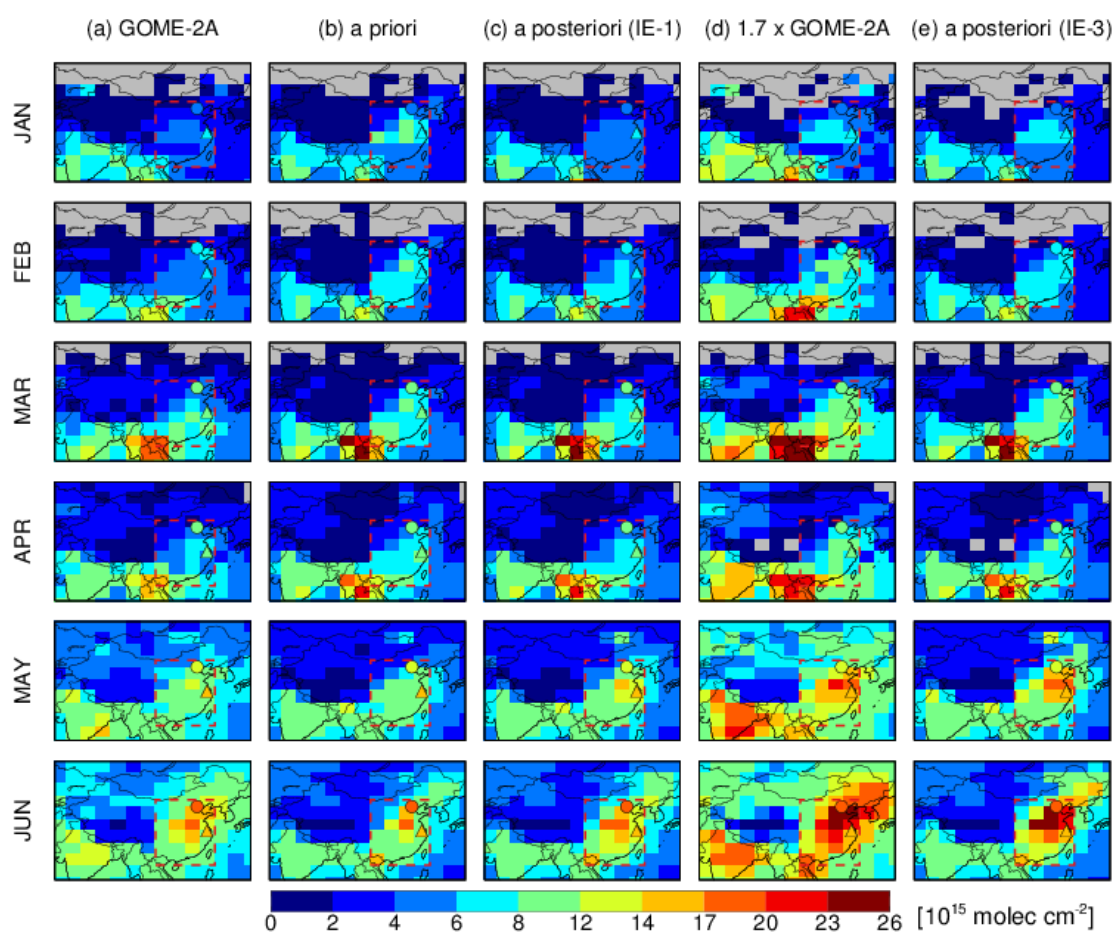 (a) GOME-2A (b) a priori (c) a posteriori (IE-1) (d) 1.7 x GOME-2A (e) a posteriori (IE-3)
JAN
FEB
MAR
APR
MAY
JUN
0 2 4 6 8 12 14 17 20 23 26 [10¹⁵ molec cm⁻²]